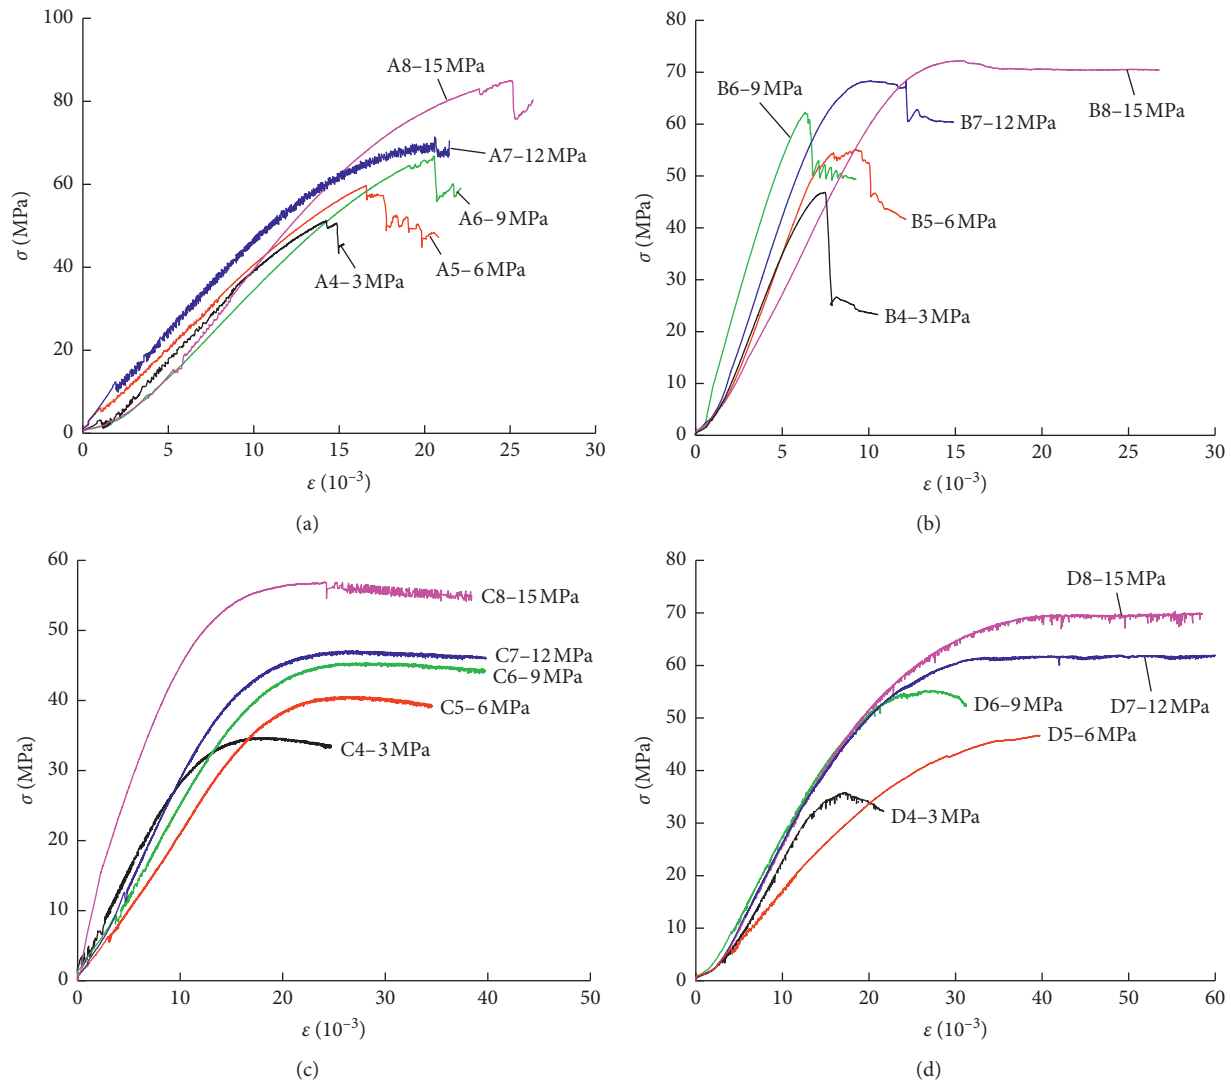 100
80
60
40
20
0
σ (MPa)
A8–15 MPa
A7–12 MPa
A6–9 MPa
A5–6 MPa
A4–3 MPa
0 5 10 15 20 25 30
ε (10⁻³)
(a)
80
70
60
50
40
30
20
10
0
σ (MPa)
B6–9 MPa
B8–15 MPa
B7–12 MPa
B5–6 MPa
B4–3 MPa
0 5 10 15 20 25 30
ε (10⁻³)
(b)
60
50
40
30
20
10
0
σ (MPa)
C8–15 MPa
C7–12 MPa
C6–9 MPa
C5–6 MPa
C4–3 MPa
0 10 20 30 40 50
ε (10⁻³)
(c)
80
70
60
50
40
30
20
10
0
σ (MPa)
D8–15 MPa
D6–9 MPa
D7–12 MPa
D5–6 MPa
D4–3 MPa
0 10 20 30 40 50 60
ε (10⁻³)
(d)